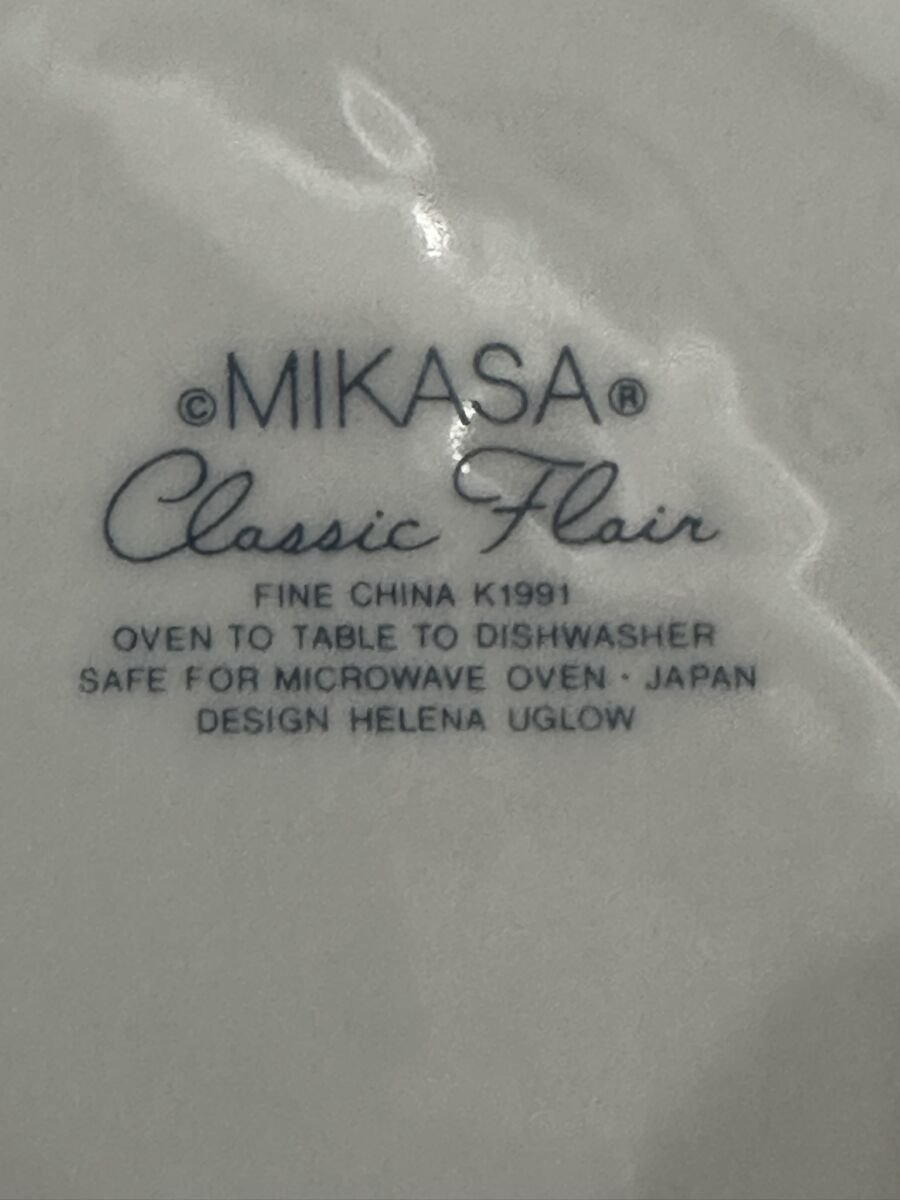 ©MIKASA®
Classic Flair
FINE CHINA K1991
OVEN TO TABLE TO DISHWASHER
SAFE FOR MICROWAVE OVEN · JAPAN
DESIGN HELENA UGLOW